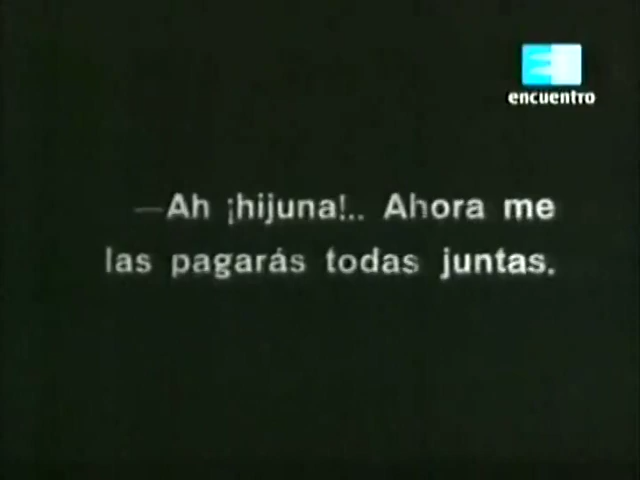 encuentro
—Ah ¡hijuna!.. Ahora me
las pagarás todas juntas.